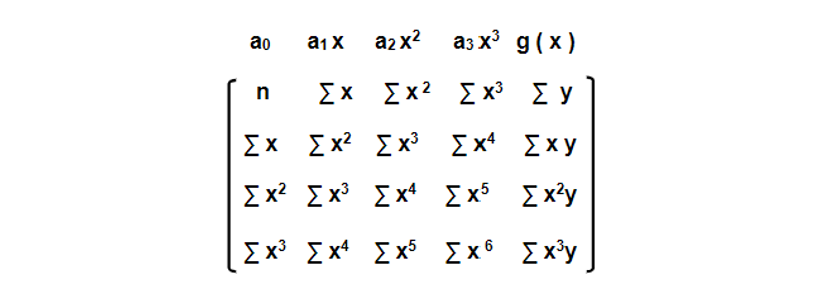 a0 a1 x a2 x² a3 x³ g ( x )
n ∑ x ∑ x² ∑ x³ ∑ y
∑ x ∑ x² ∑ x³ ∑ x⁴ ∑ x y
∑ x² ∑ x³ ∑ x⁴ ∑ x⁵ ∑ x²y
∑ x³ ∑ x⁴ ∑ x⁵ ∑ x⁶ ∑ x³y